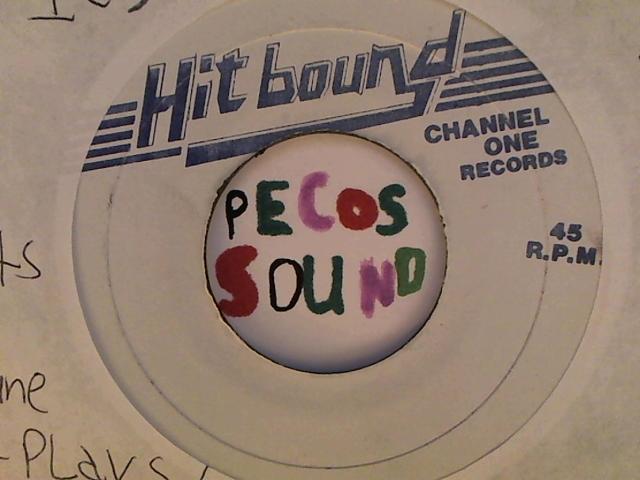 Hit bound
CHANNEL
ONE
RECORDS
45
R.P.M.
PECOS
SOUND